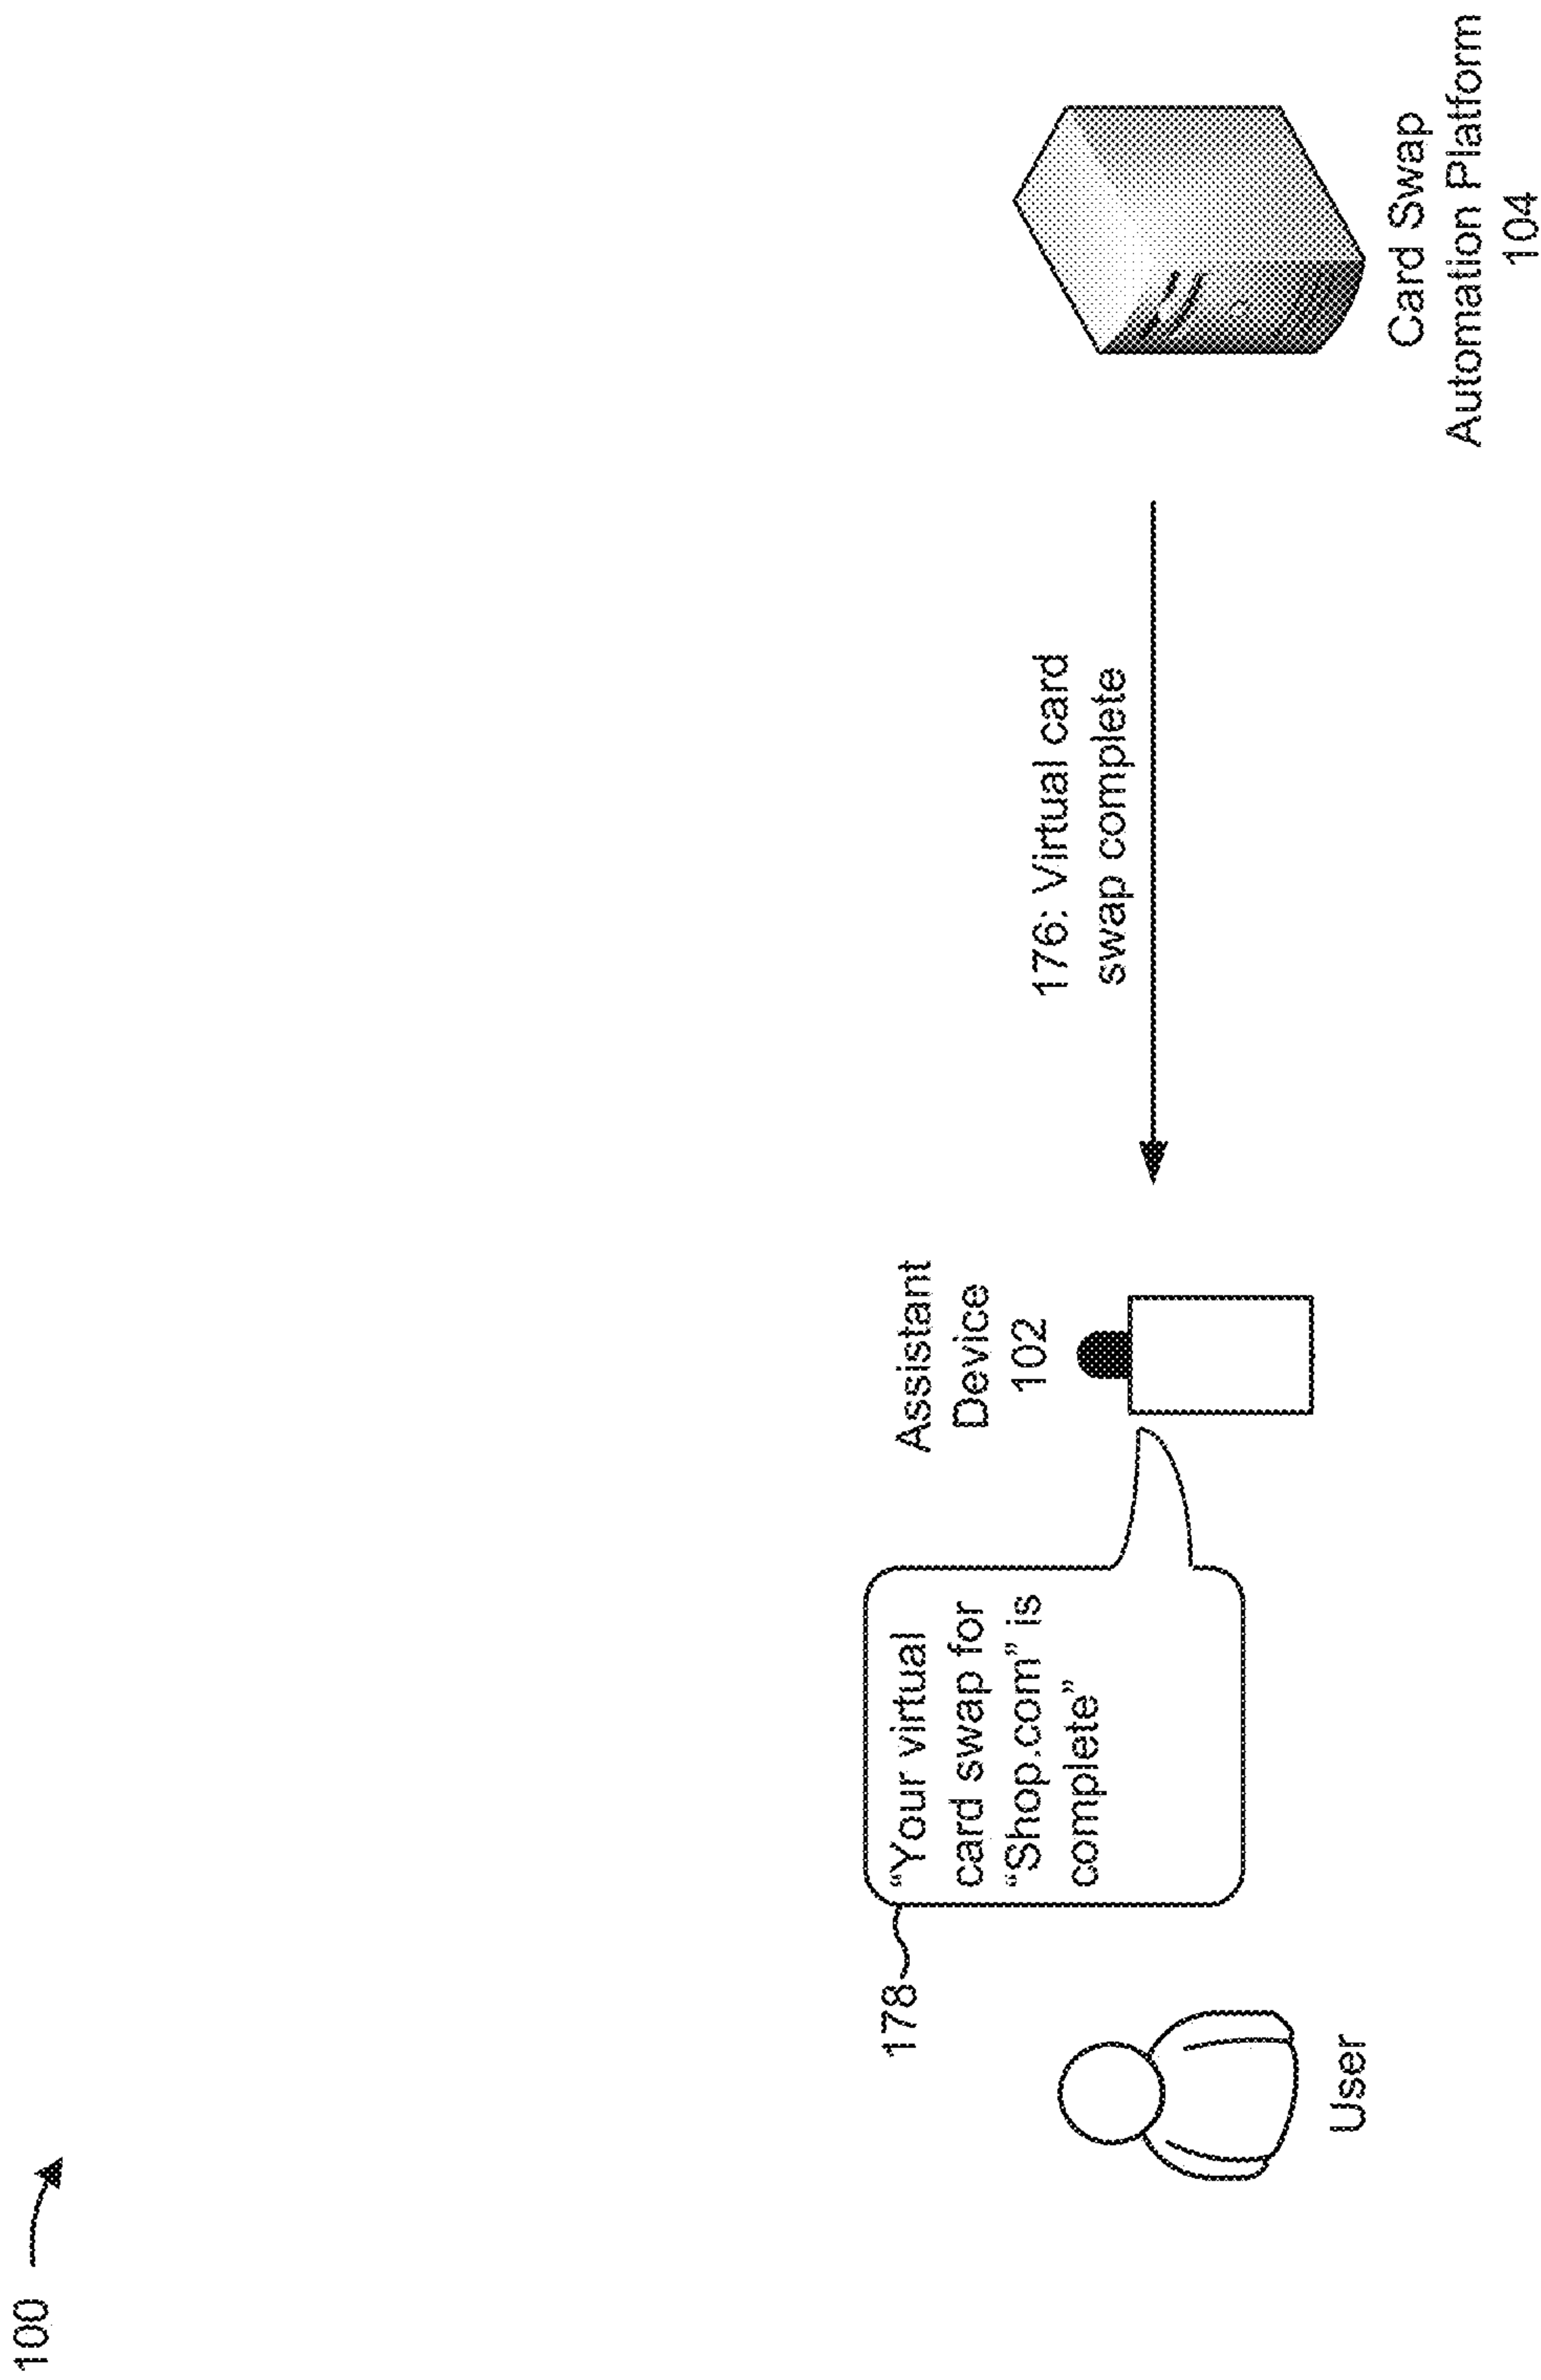 100
178
"Your virtual
card swap for
"Shop.com" is
complete"
User
Assistant
Device
102
176: Virtual card
swap complete
Card Swap
Automation Platform
104